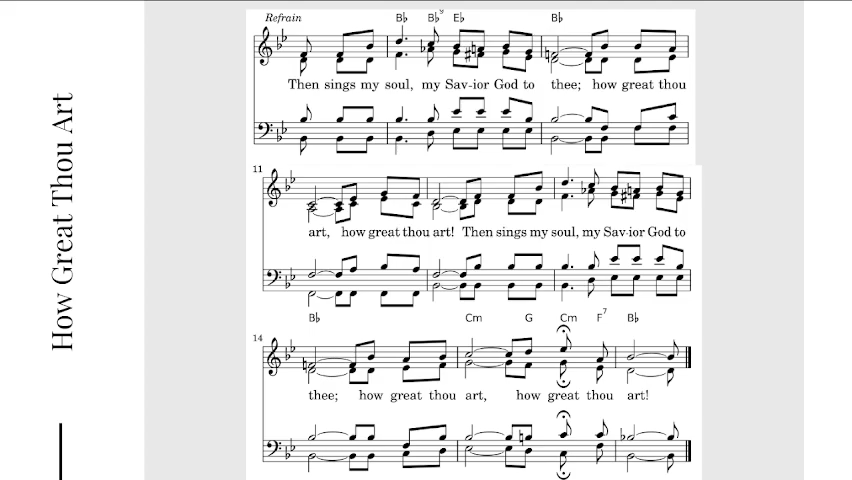 How Great Thou Art
Refrain B♭ B♭⁹ E♭ B♭
Then sings my soul, my Sav-ior God to thee; how great thou
11
art, how great thou art! Then sings my soul, my Sav-ior God to
B♭ Cm G Cm F⁷ B♭
14
thee; how great thou art, how great thou art!